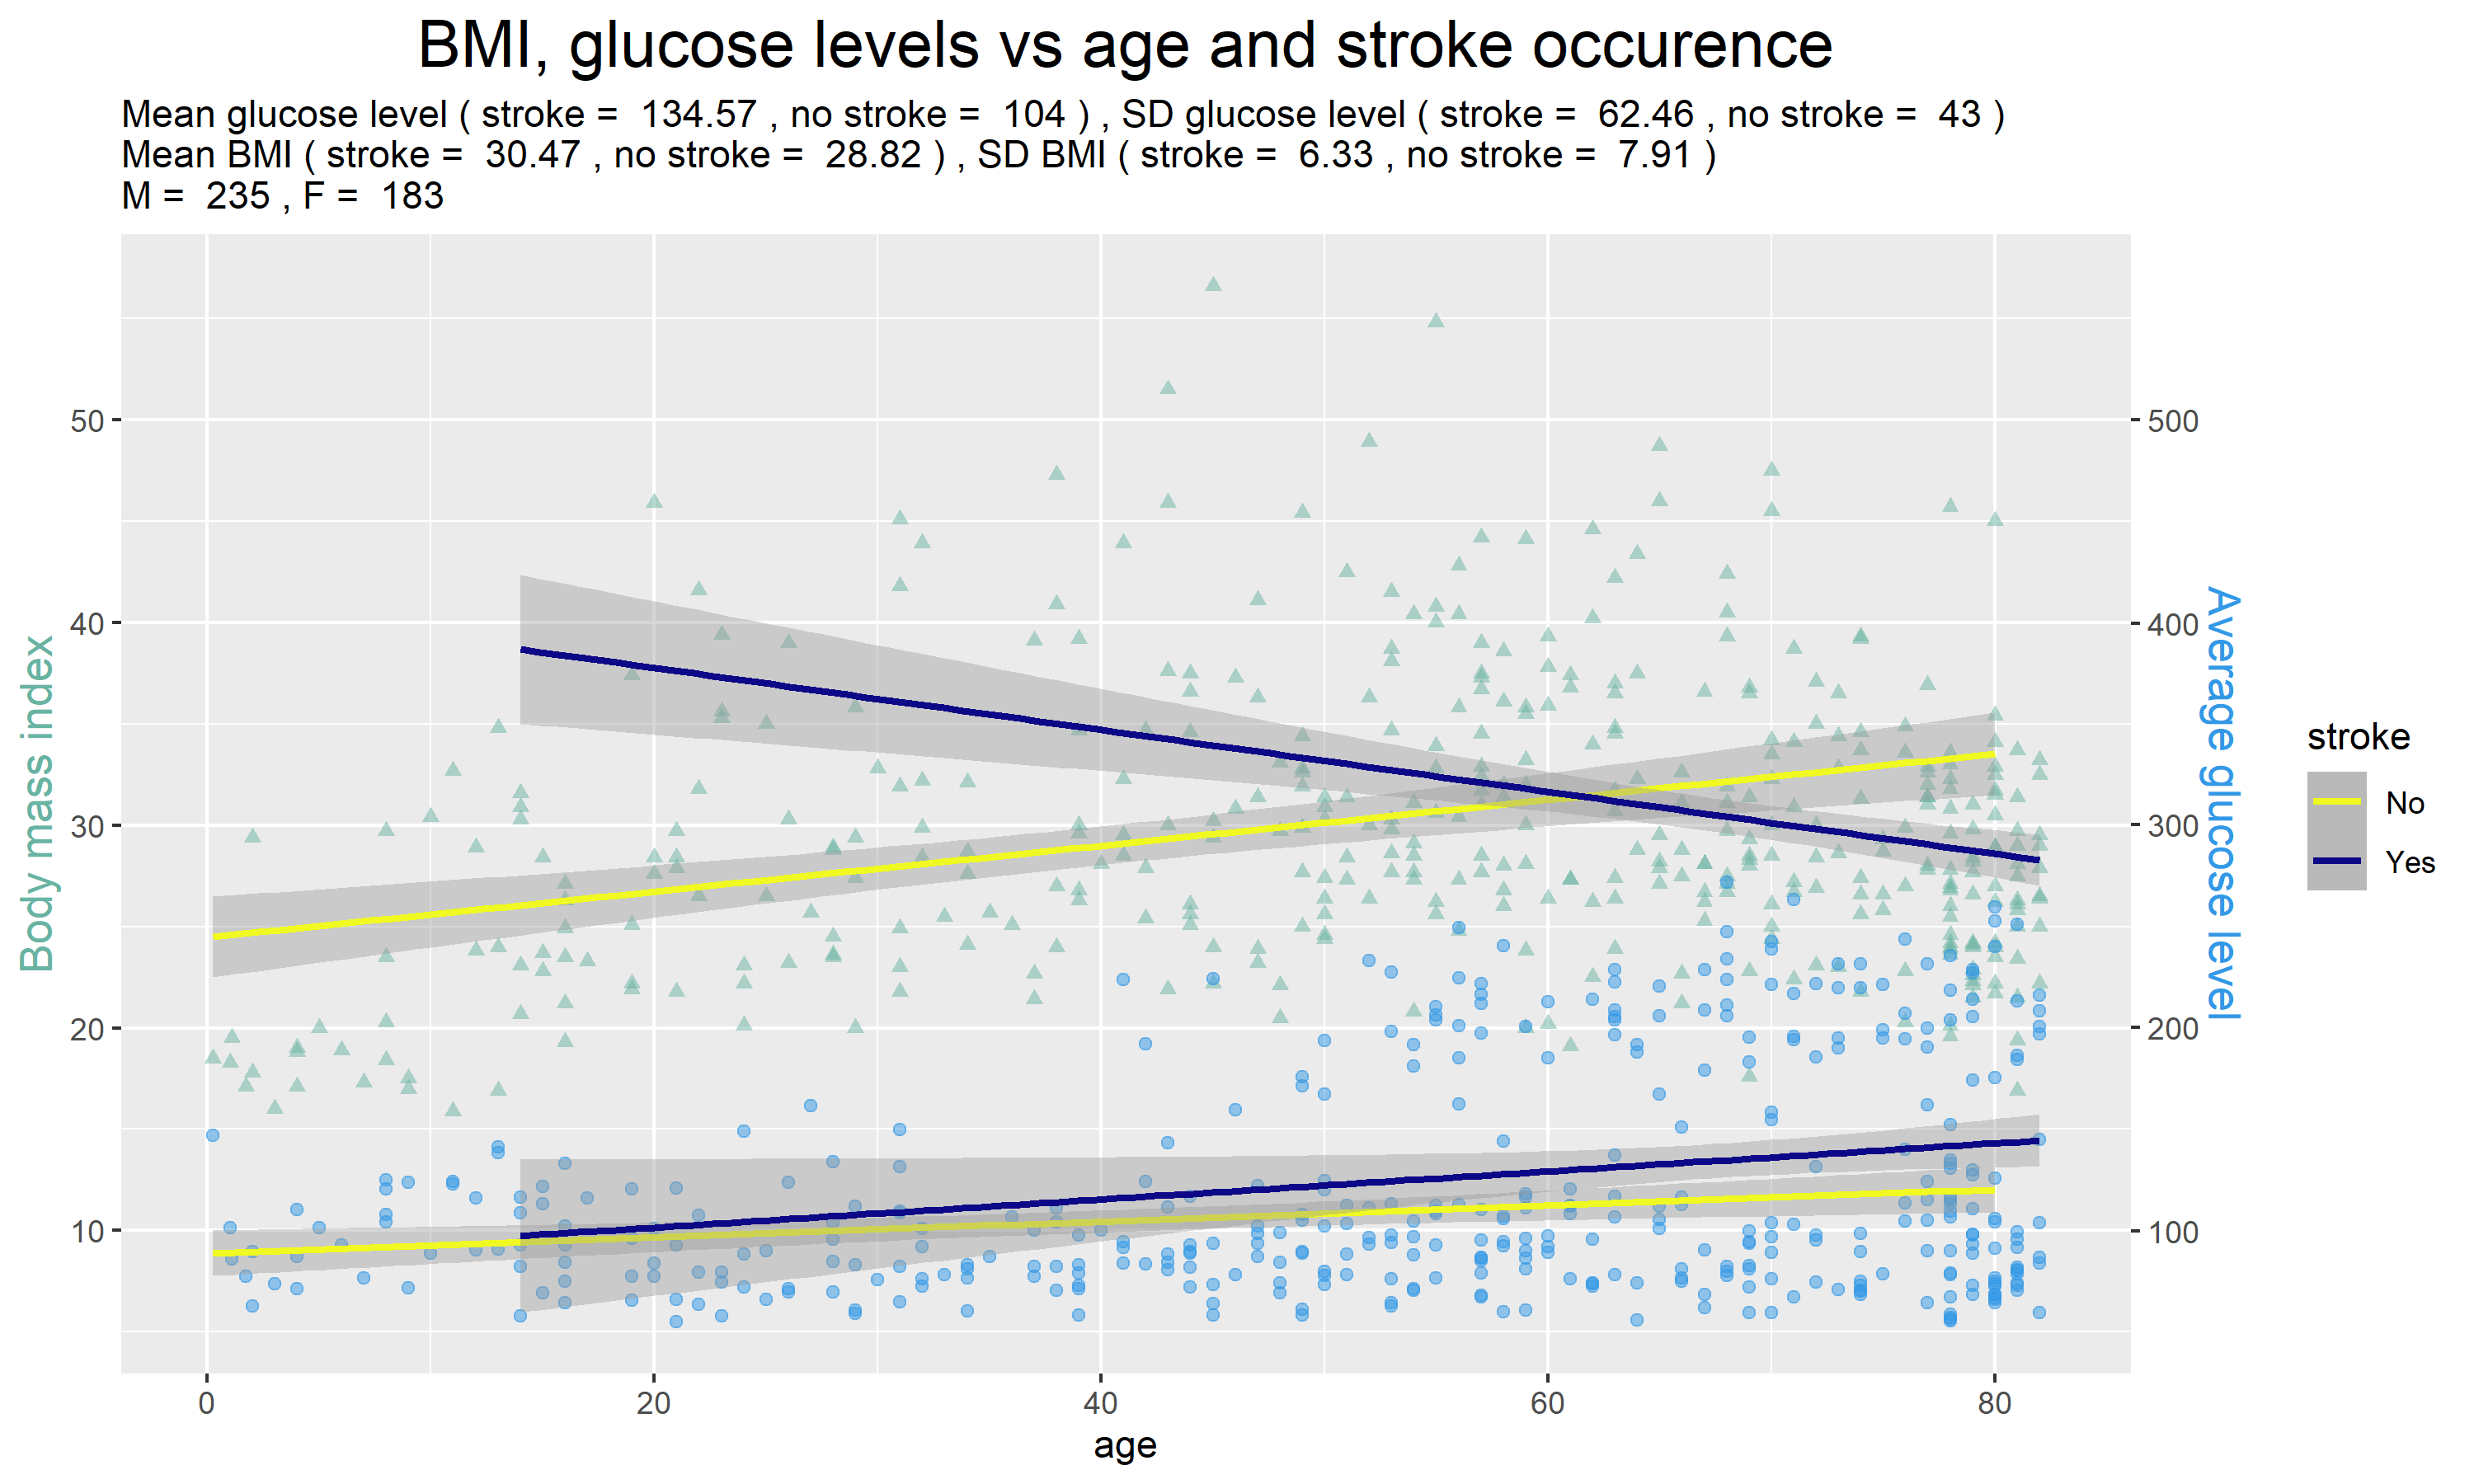 BMI, glucose levels vs age and stroke occurence
Mean glucose level ( stroke =  134.57 , no stroke =  104 ) , SD glucose level ( stroke =  62.46 , no stroke =  43 )
Mean BMI ( stroke =  30.47 , no stroke =  28.82 ) , SD BMI ( stroke =  6.33 , no stroke =  7.91 )
M =  235 , F =  183
Body mass index
50
40
30
20
10
500
400
300
200
100
Average glucose level
0
20
40
60
80
age
stroke
No
Yes